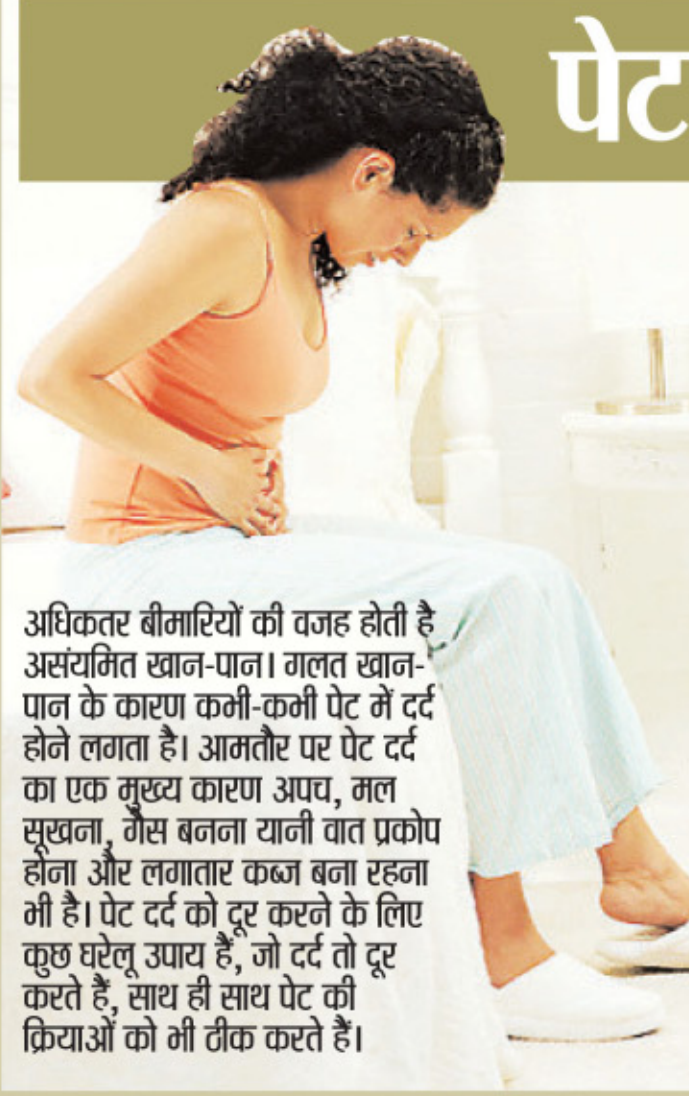 पेट
अधिकतर बीमारियों की वजह होती है
असंयमित खान-पान। गलत खान-
पान के कारण कभी-कभी पेट में दर्द
होने लगता है। आमतौर पर पेट दर्द
का एक मुख्य कारण अपच, मल
सूखना, गैस बनना यानी वात प्रकोप
होना और लगातार कब्ज बना रहना
भी है। पेट दर्द को दूर करने के लिए
कुछ घरेलू उपाय हैं, जो दर्द तो दूर
करते हैं, साथ ही साथ पेट की
क्रियाओं को भी ठीक करते हैं।